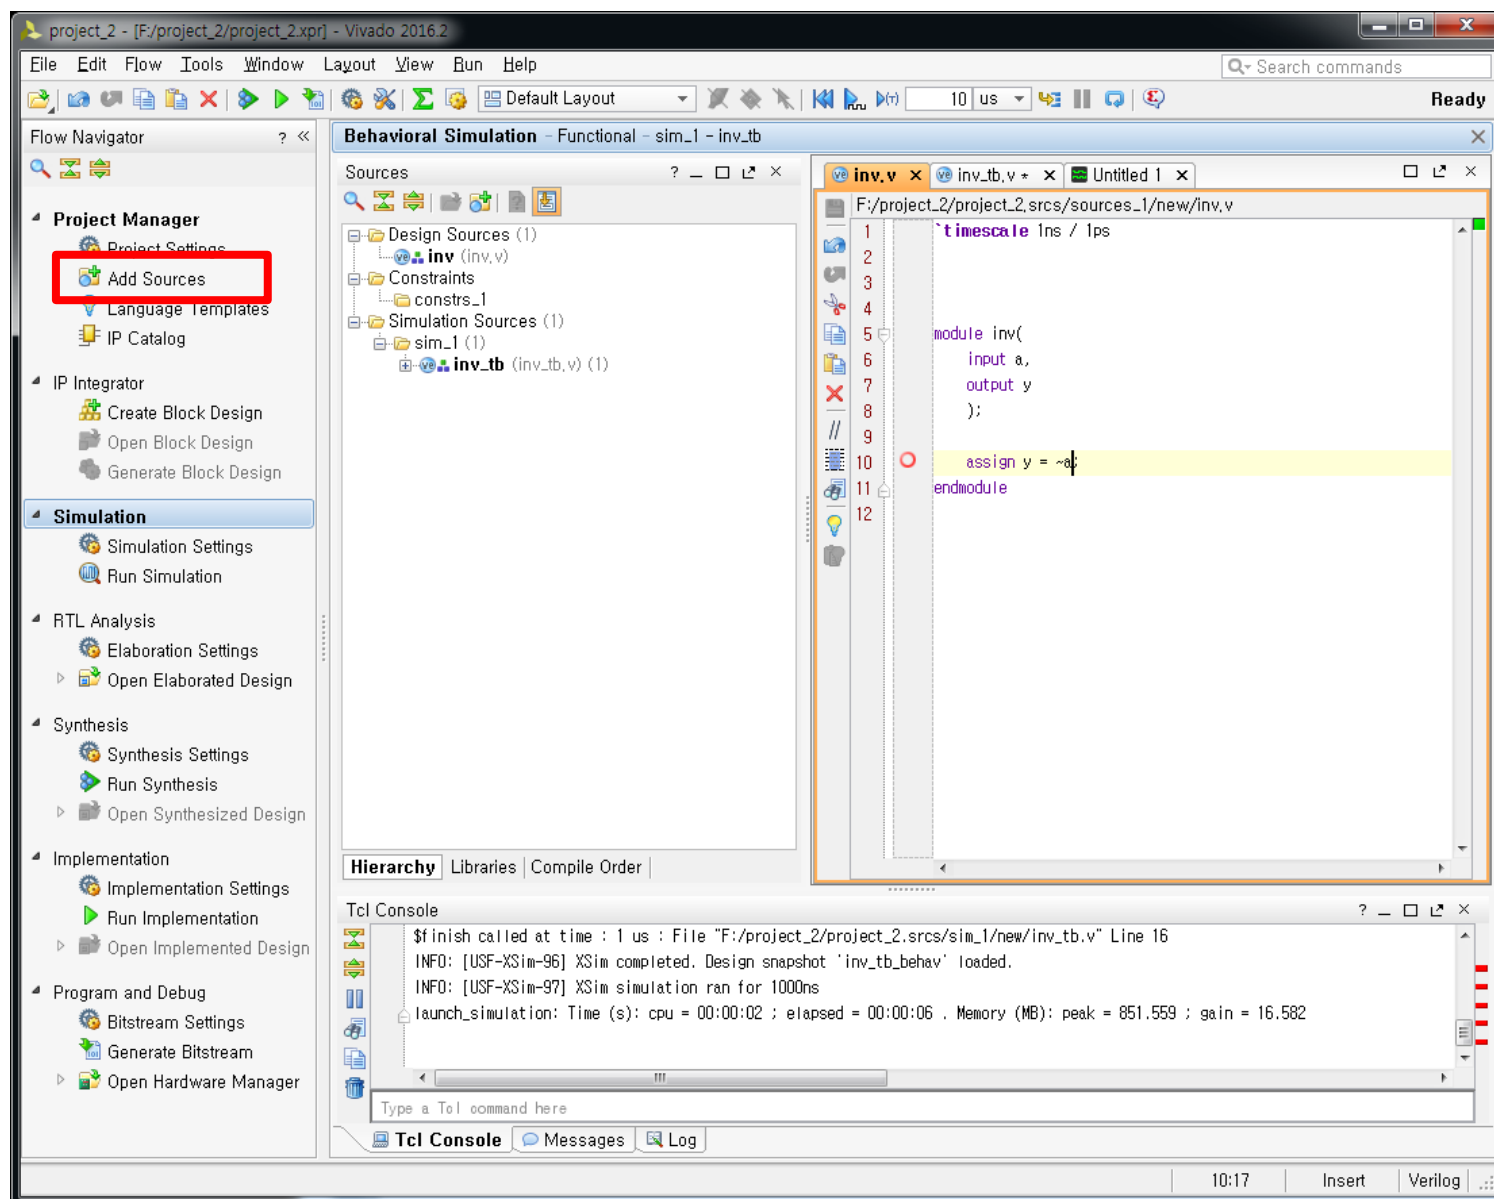 project_2 - [F:/project_2/project_2.xpr] - Vivado 2016.2
File Edit Flow Tools Window Layout View Run Help
Search commands
Default Layout
10 us
Ready
Flow Navigator
Project Manager
Project Settings
Add Sources
Language Templates
IP Catalog
IP Integrator
Create Block Design
Open Block Design
Generate Block Design
Simulation
Simulation Settings
Run Simulation
RTL Analysis
Elaboration Settings
Open Elaborated Design
Synthesis
Synthesis Settings
Run Synthesis
Open Synthesized Design
Implementation
Implementation Settings
Run Implementation
Open Implemented Design
Program and Debug
Bitstream Settings
Generate Bitstream
Open Hardware Manager
Behavioral Simulation - Functional - sim_1 - inv_tb
Sources
Design Sources (1)
inv (inv.v)
Constraints
constrs_1
Simulation Sources (1)
sim_1 (1)
inv_tb (inv_tb.v) (1)
Hierarchy Libraries Compile Order
inv.v inv_tb.v * Untitled 1
F:/project_2/project_2.srcs/sources_1/new/inv.v
1 `timescale 1ns / 1ps
2
3
4
5 module inv(
6 input a,
7 output y
8 );
9
10 assign y = ~a;
11 endmodule
12
Tcl Console
$finish called at time : 1 us : File "F:/project_2/project_2.srcs/sim_1/new/inv_tb.v" Line 16
INFO: [USF-XSim-96] XSim completed. Design snapshot 'inv_tb_behav' loaded.
INFO: [USF-XSim-97] XSim simulation ran for 1000ns
launch_simulation: Time (s): cpu = 00:00:02 ; elapsed = 00:00:06 . Memory (MB): peak = 851.559 ; gain = 16.582
Type a Tcl command here
Tcl Console Messages Log
10:17 Insert Verilog